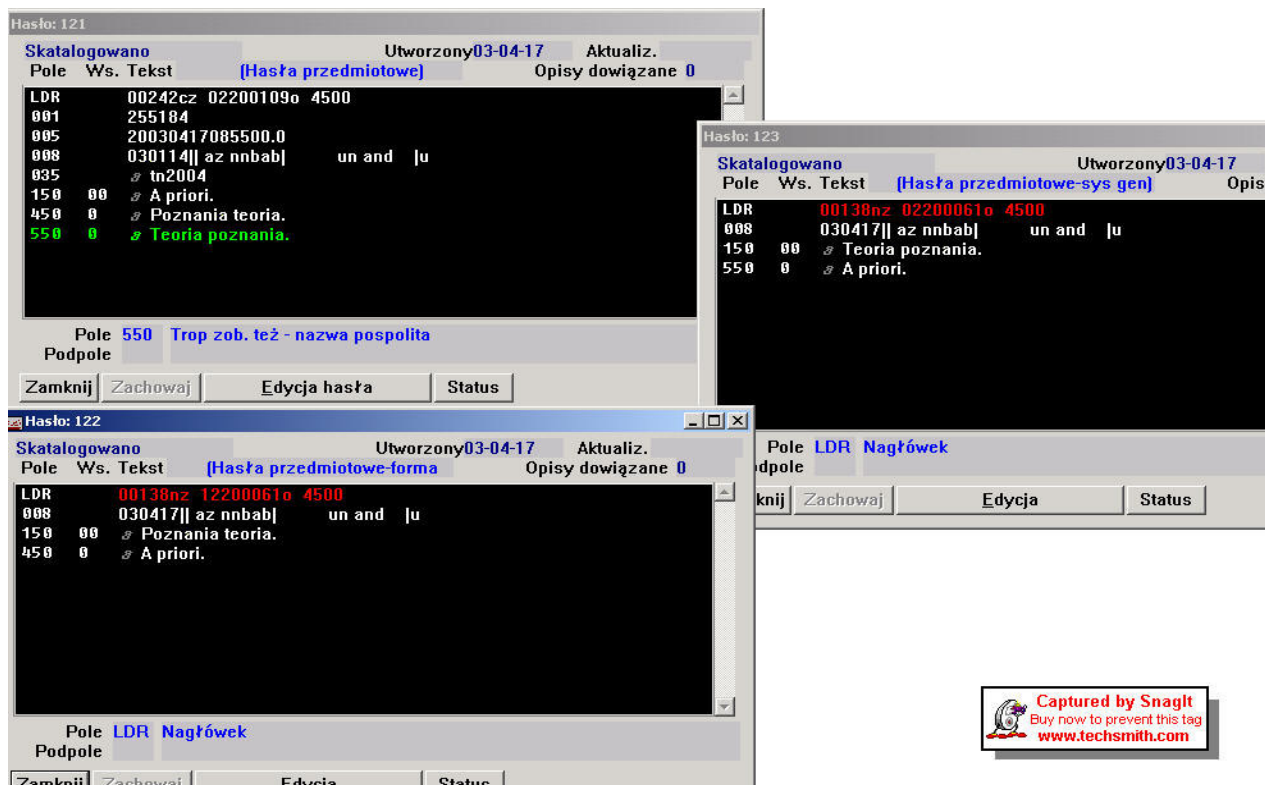 Hasło: 121
Skatalogowano Utworzony03-04-17 Aktualiz.
Pole Ws. Tekst (Hasła przedmiotowe) Opisy dowiązane 0
LDR 00242cz 02200109o 4500
001 255184
005 20030417085500.0
008 030114|| az nnbab| un and |u
035 a tn2004
150 00 a A priori.
450 0 a Poznania teoria.
550 0 a Teoria poznania.
Pole 550 Trop zob. też - nazwa pospolita
Podpole
Zamknij Zachowaj Edycja hasła Status
Hasło: 123
Skatalogowano Utworzony03-04-17
Pole Ws. Tekst (Hasła przedmiotowe-sys gen) Opis
LDR 00138nz 02200061o 4500
008 030417|| az nnbab| un and |u
150 00 a Teoria poznania.
550 0 a A priori.
Pole LDR Nagłówek
dpole
knij Zachowaj Edycja Status
Hasło: 122
Skatalogowano Utworzony03-04-17 Aktualiz.
Pole Ws. Tekst (Hasła przedmiotowe-forma Opisy dowiązane 0
LDR 00138nz 12200061o 4500
008 030417|| az nnbab| un and |u
150 00 a Poznania teoria.
450 0 a A priori.
Pole LDR Nagłówek
Podpole
Zamknij Zachowaj Edycja Status
Captured by SnagIt
Buy now to prevent this tag
www.techsmith.com